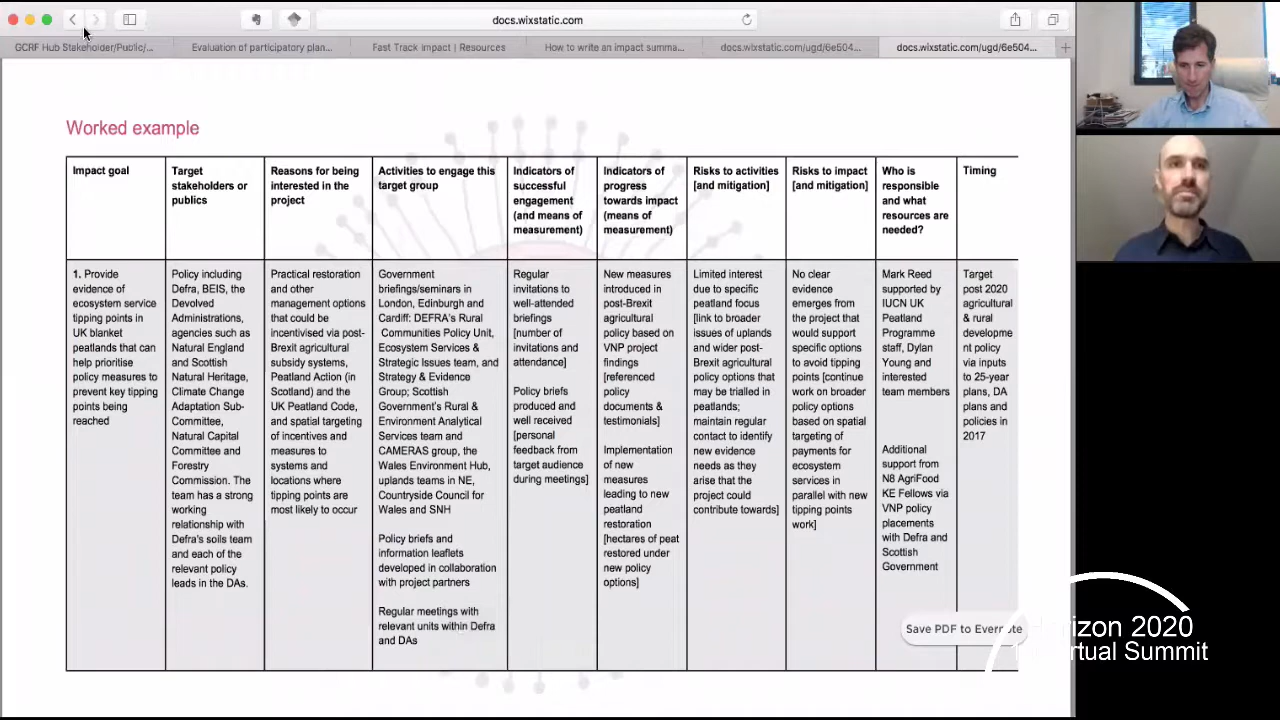 docs.wixstatic.com
GCRF Hub Stakeholder/Public/...
Evaluation of participatory plan...
Fast Track Impact | Resources
How to write an impact summa...
docs.wixstatic.com/ugd/6e504...
docs.wixstatic.com/ugd/6e504...
Worked example
Impact goal
Target
stakeholders or
publics
Reasons for being
interested in the
project
Activities to engage this
target group
Indicators of
successful
engagement
(and means of
measurement)
Indicators of
progress
towards impact
(means of
measurement)
Risks to activities
[and mitigation]
Risks to impact
[and mitigation]
Who is
responsible
and what
resources are
needed?
Timing
1. Provide
evidence of
ecosystem service
tipping points in
UK blanket
peatlands that can
help prioritise
policy measures to
prevent key tipping
points being
reached
Policy including
Defra, BEIS, the
Devolved
Administrations,
agencies such as
Natural England
and Scottish
Natural Heritage,
Climate Change
Adaptation Sub-
Committee,
Natural Capital
Committee and
Forestry
Commission. The
team has a strong
working
relationship with
Defra's soils team
and each of the
relevant policy
leads in the DAs.
Practical restoration
and other
management options
that could be
incentivised via post-
Brexit agricultural
subsidy systems,
Peatland Action (in
Scotland) and the
UK Peatland Code,
and spatial targeting
of incentives and
measures to
systems and
locations where
tipping points are
most likely to occur
Government
briefings/seminars in
London, Edinburgh and
Cardiff: DEFRA's Rural
Communities Policy Unit,
Ecosystem Services &
Strategic Issues team, and
Strategy & Evidence
Group; Scottish
Government's Rural &
Environment Analytical
Services team and
CAMERAS group, the
Wales Environment Hub,
uplands teams in NE,
Countryside Council for
Wales and SNH
Policy briefs and
information leaflets
developed in collaboration
with project partners
Regular meetings with
relevant units within Defra
and DAs
Regular
invitations to
well-attended
briefings
[number of
invitations and
attendance]
Policy briefs
produced and
well received
[personal
feedback from
target audience
during meetings]
New measures
introduced in
post-Brexit
agricultural
policy based on
VNP project
findings
[referenced
policy
documents &
testimonials]
Implementation
of new
measures
leading to new
peatland
restoration
[hectares of peat
restored under
new policy
options]
Limited interest
due to specific
peatland focus
[link to broader
issues of uplands
and wider post-
Brexit agricultural
policy options that
may be trialled in
peatlands;
maintain regular
contact to identify
new evidence
needs as they
arise that the
project could
contribute towards]
No clear
evidence
emerges from
the project that
would support
specific options
to avoid tipping
points [continue
work on broader
policy options
based on spatial
targeting of
payments for
ecosystem
services in
parallel with new
tipping points
work]
Mark Reed
supported by
IUCN UK
Peatland
Programme
staff, Dylan
Young and
interested
team members
Additional
support from
N8 AgriFood
KE Fellows via
VNP policy
placements
with Defra and
Scottish
Government
Target
post 2020
agricultural
& rural
developme
nt policy
via inputs
to 25-year
plans, DA
plans and
policies in
2017
Save PDF to Evernote
Horizon 2020
Virtual Summit